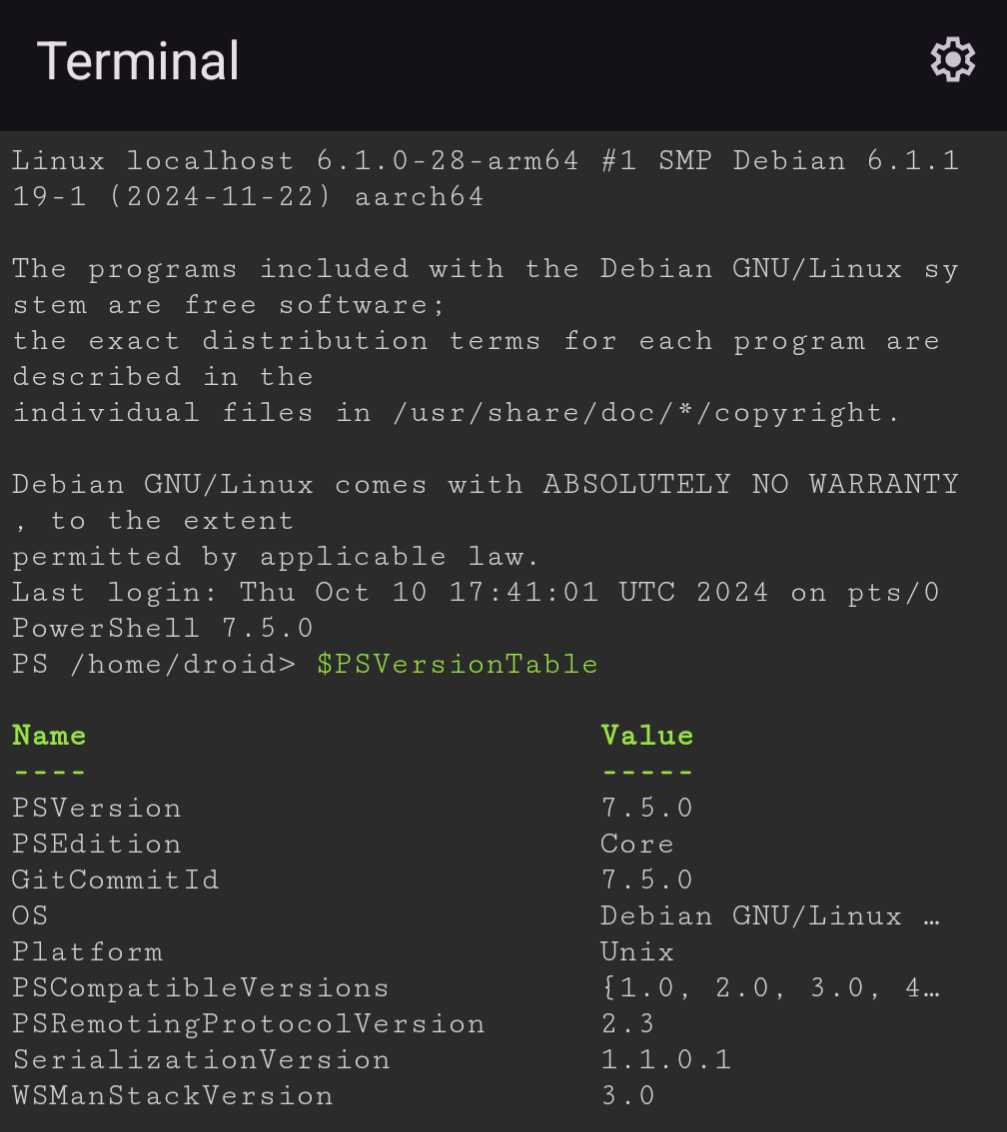 Terminal
Linux localhost 6.1.0-28-arm64 #1 SMP Debian 6.1.1
19-1 (2024-11-22) aarch64
The programs included with the Debian GNU/Linux sy
stem are free software;
the exact distribution terms for each program are
described in the
individual files in /usr/share/doc/*/copyright.
Debian GNU/Linux comes with ABSOLUTELY NO WARRANTY
, to the extent
permitted by applicable law.
Last login: Thu Oct 10 17:41:01 UTC 2024 on pts/0
PowerShell 7.5.0
PS /home/droid> $PSVersionTable
Name Value
---- -----
PSVersion 7.5.0
PSEdition Core
GitCommitId 7.5.0
OS Debian GNU/Linux …
Platform Unix
PSCompatibleVersions {1.0, 2.0, 3.0, 4…
PSRemotingProtocolVersion 2.3
SerializationVersion 1.1.0.1
WSManStackVersion 3.0